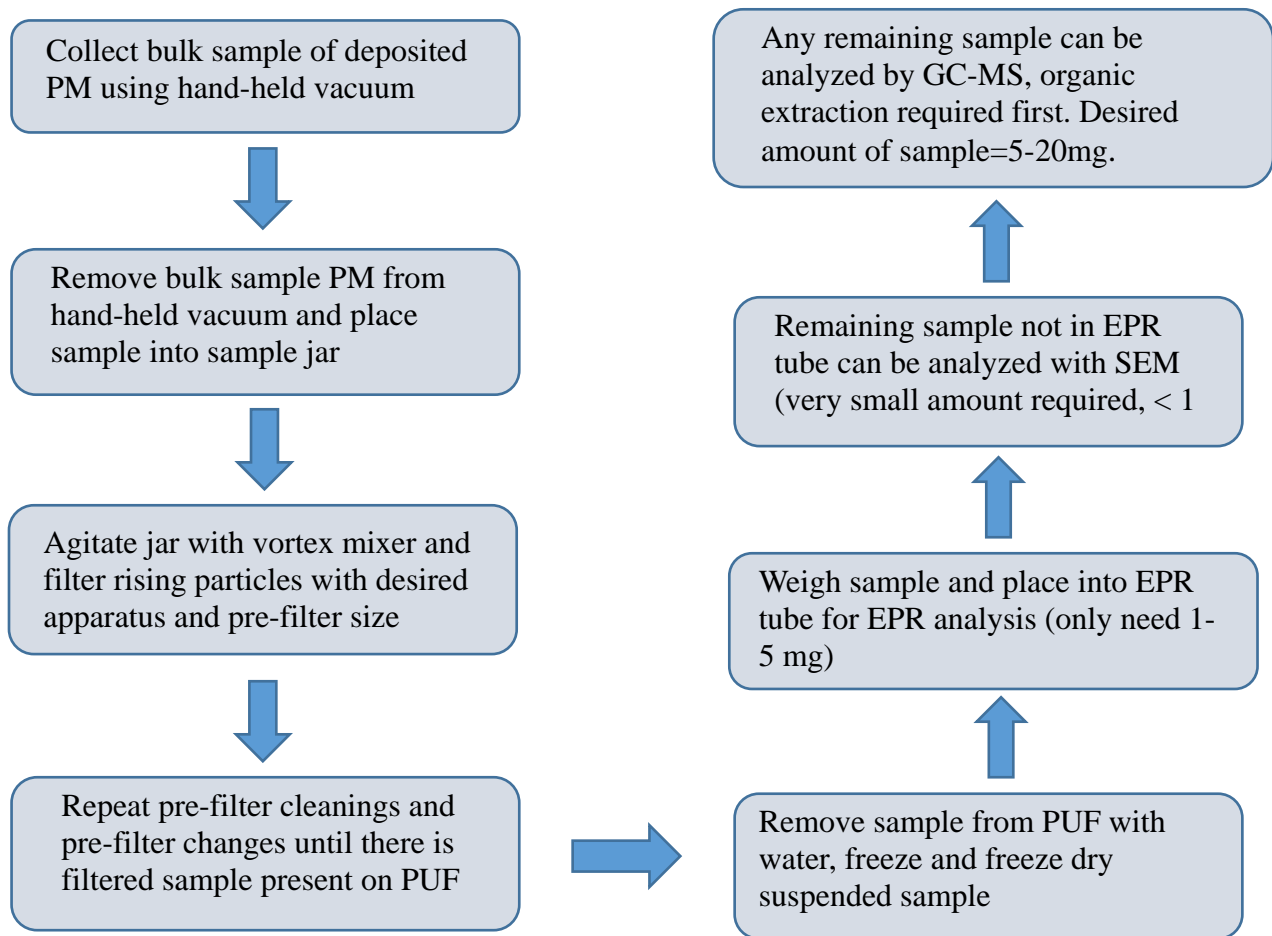 Collect bulk sample of deposited
PM using hand-held vacuum
Remove bulk sample PM from
hand-held vacuum and place
sample into sample jar
Agitate jar with vortex mixer and
filter rising particles with desired
apparatus and pre-filter size
Repeat pre-filter cleanings and
pre-filter changes until there is
filtered sample present on PUF
Remove sample from PUF with
water, freeze and freeze dry
suspended sample
Weigh sample and place into EPR
tube for EPR analysis (only need 1-
5 mg)
Remaining sample not in EPR
tube can be analyzed with SEM
(very small amount required, < 1
Any remaining sample can be
analyzed by GC-MS, organic
extraction required first. Desired
amount of sample=5-20mg.